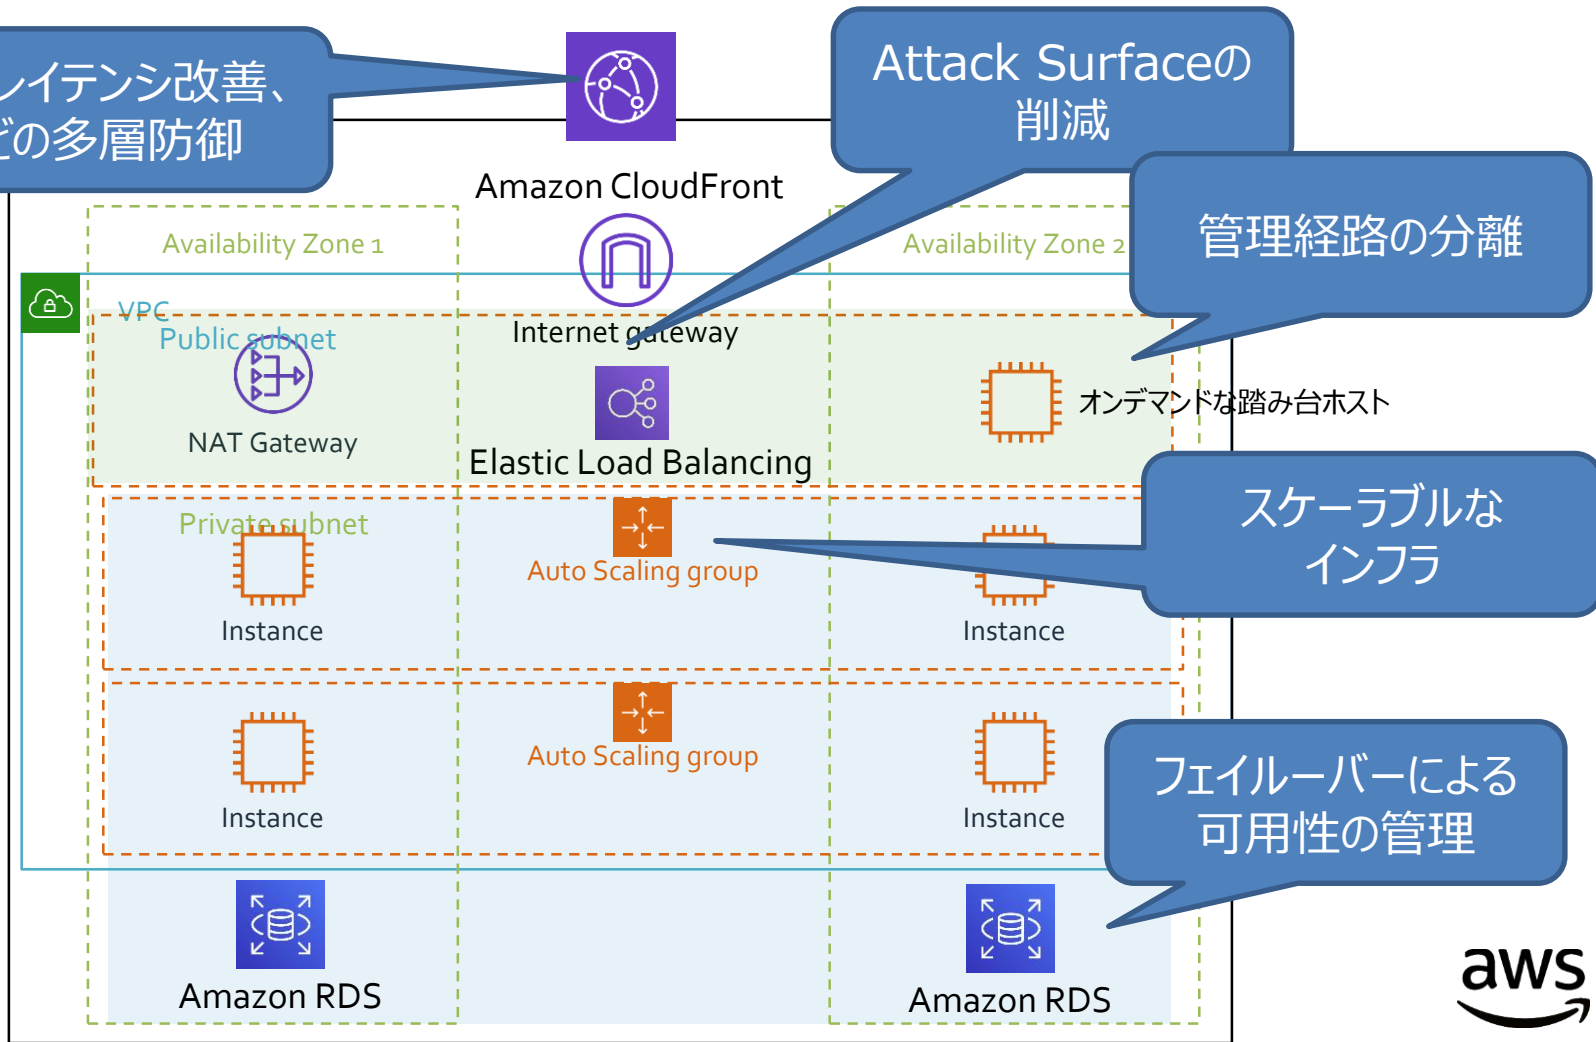 レイテンシ改善、
どの多層防御
Attack Surfaceの
削減
Amazon CloudFront
管理経路の分離
Availability Zone 1
Availability Zone 2
VPC
Public subnet
Internet gateway
オンデマンドな踏み台ホスト
NAT Gateway
Elastic Load Balancing
スケーラブルな
インフラ
Private subnet
Auto Scaling group
Instance
Instance
Auto Scaling group
フェイルーバーによる
可用性の管理
Instance
Instance
Amazon RDS
Amazon RDS
aws